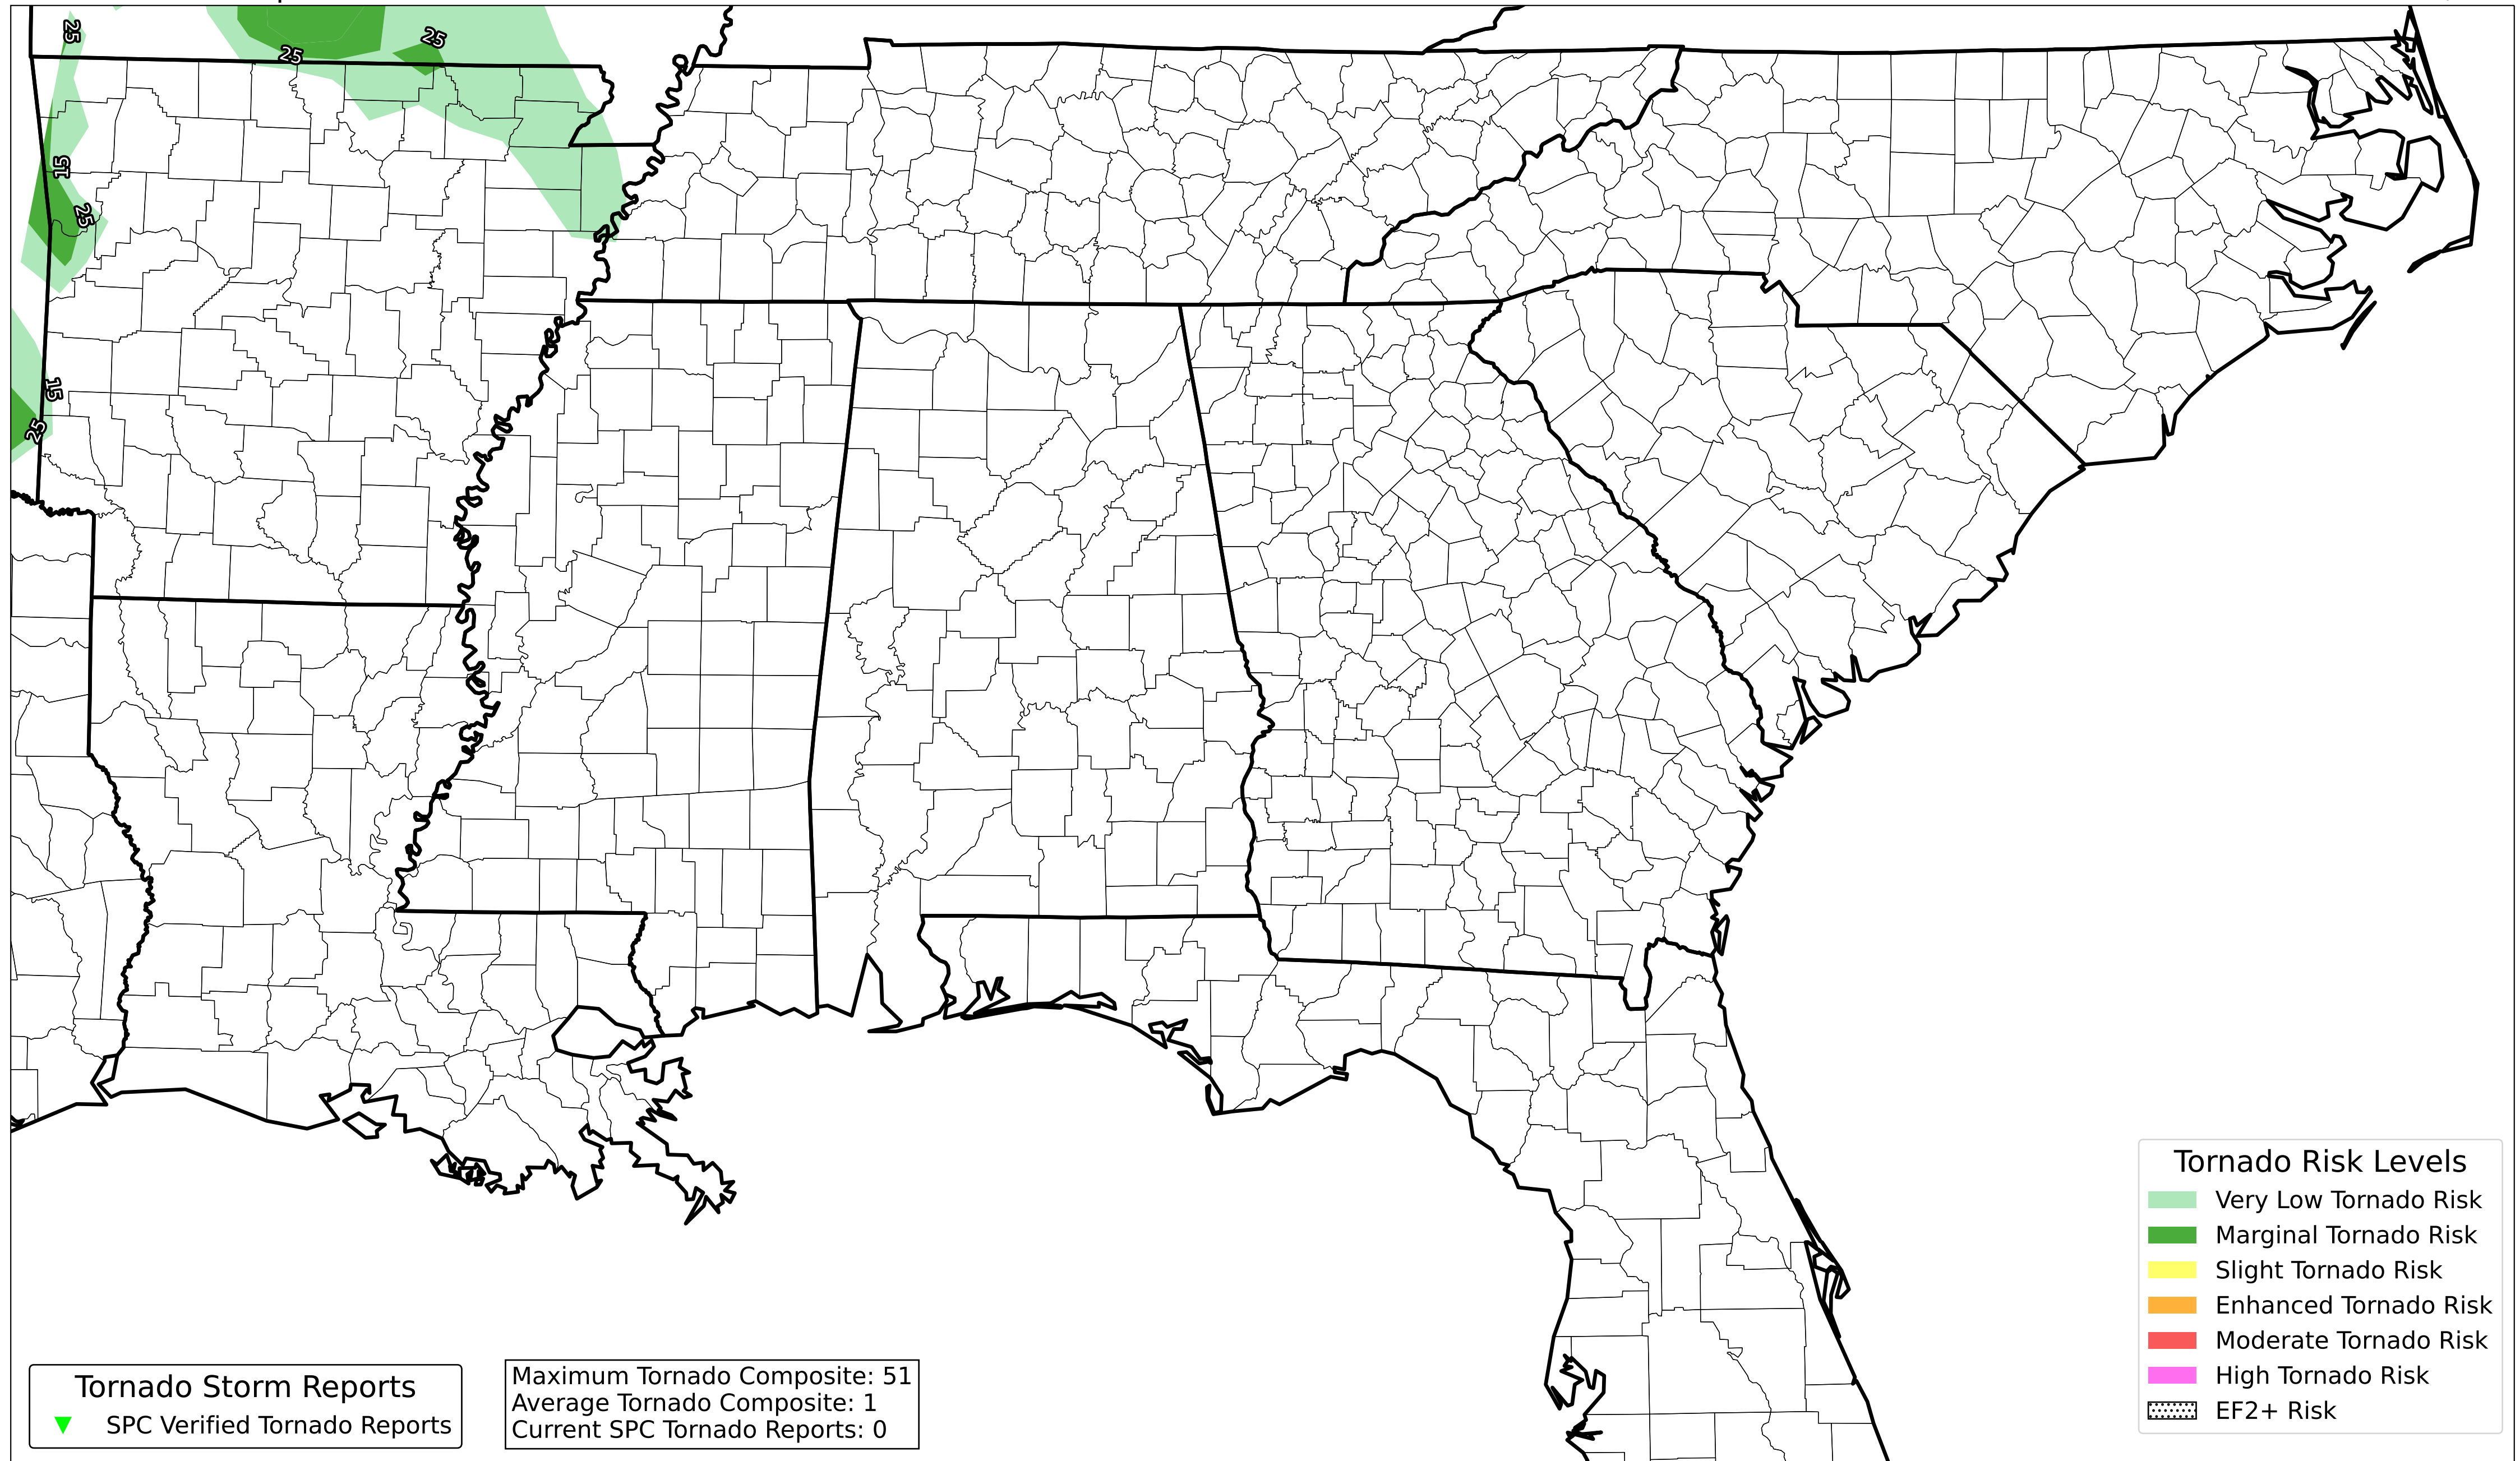 25
25
25
15
25
15
25
Tornado Risk Levels
Very Low Tornado Risk
Marginal Tornado Risk
Slight Tornado Risk
Enhanced Tornado Risk
Moderate Tornado Risk
High Tornado Risk
EF2+ Risk
Tornado Storm Reports
SPC Verified Tornado Reports
Maximum Tornado Composite: 51
Average Tornado Composite: 1
Current SPC Tornado Reports: 0